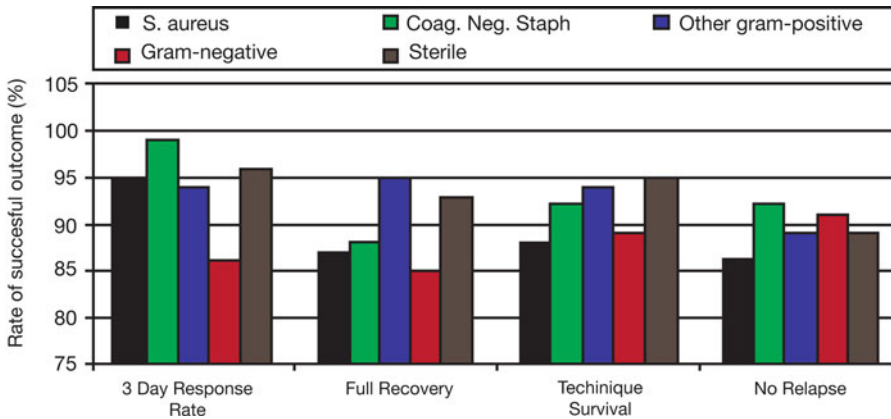 S. aureus
Coag. Neg. Staph
Other gram-positive
Gram-negative
Sterile
Rate of succesful outcome (%)
105
100
95
90
85
80
75
3 Day Response
Rate
Full Recovery
Techinique
Survival
No Relapse